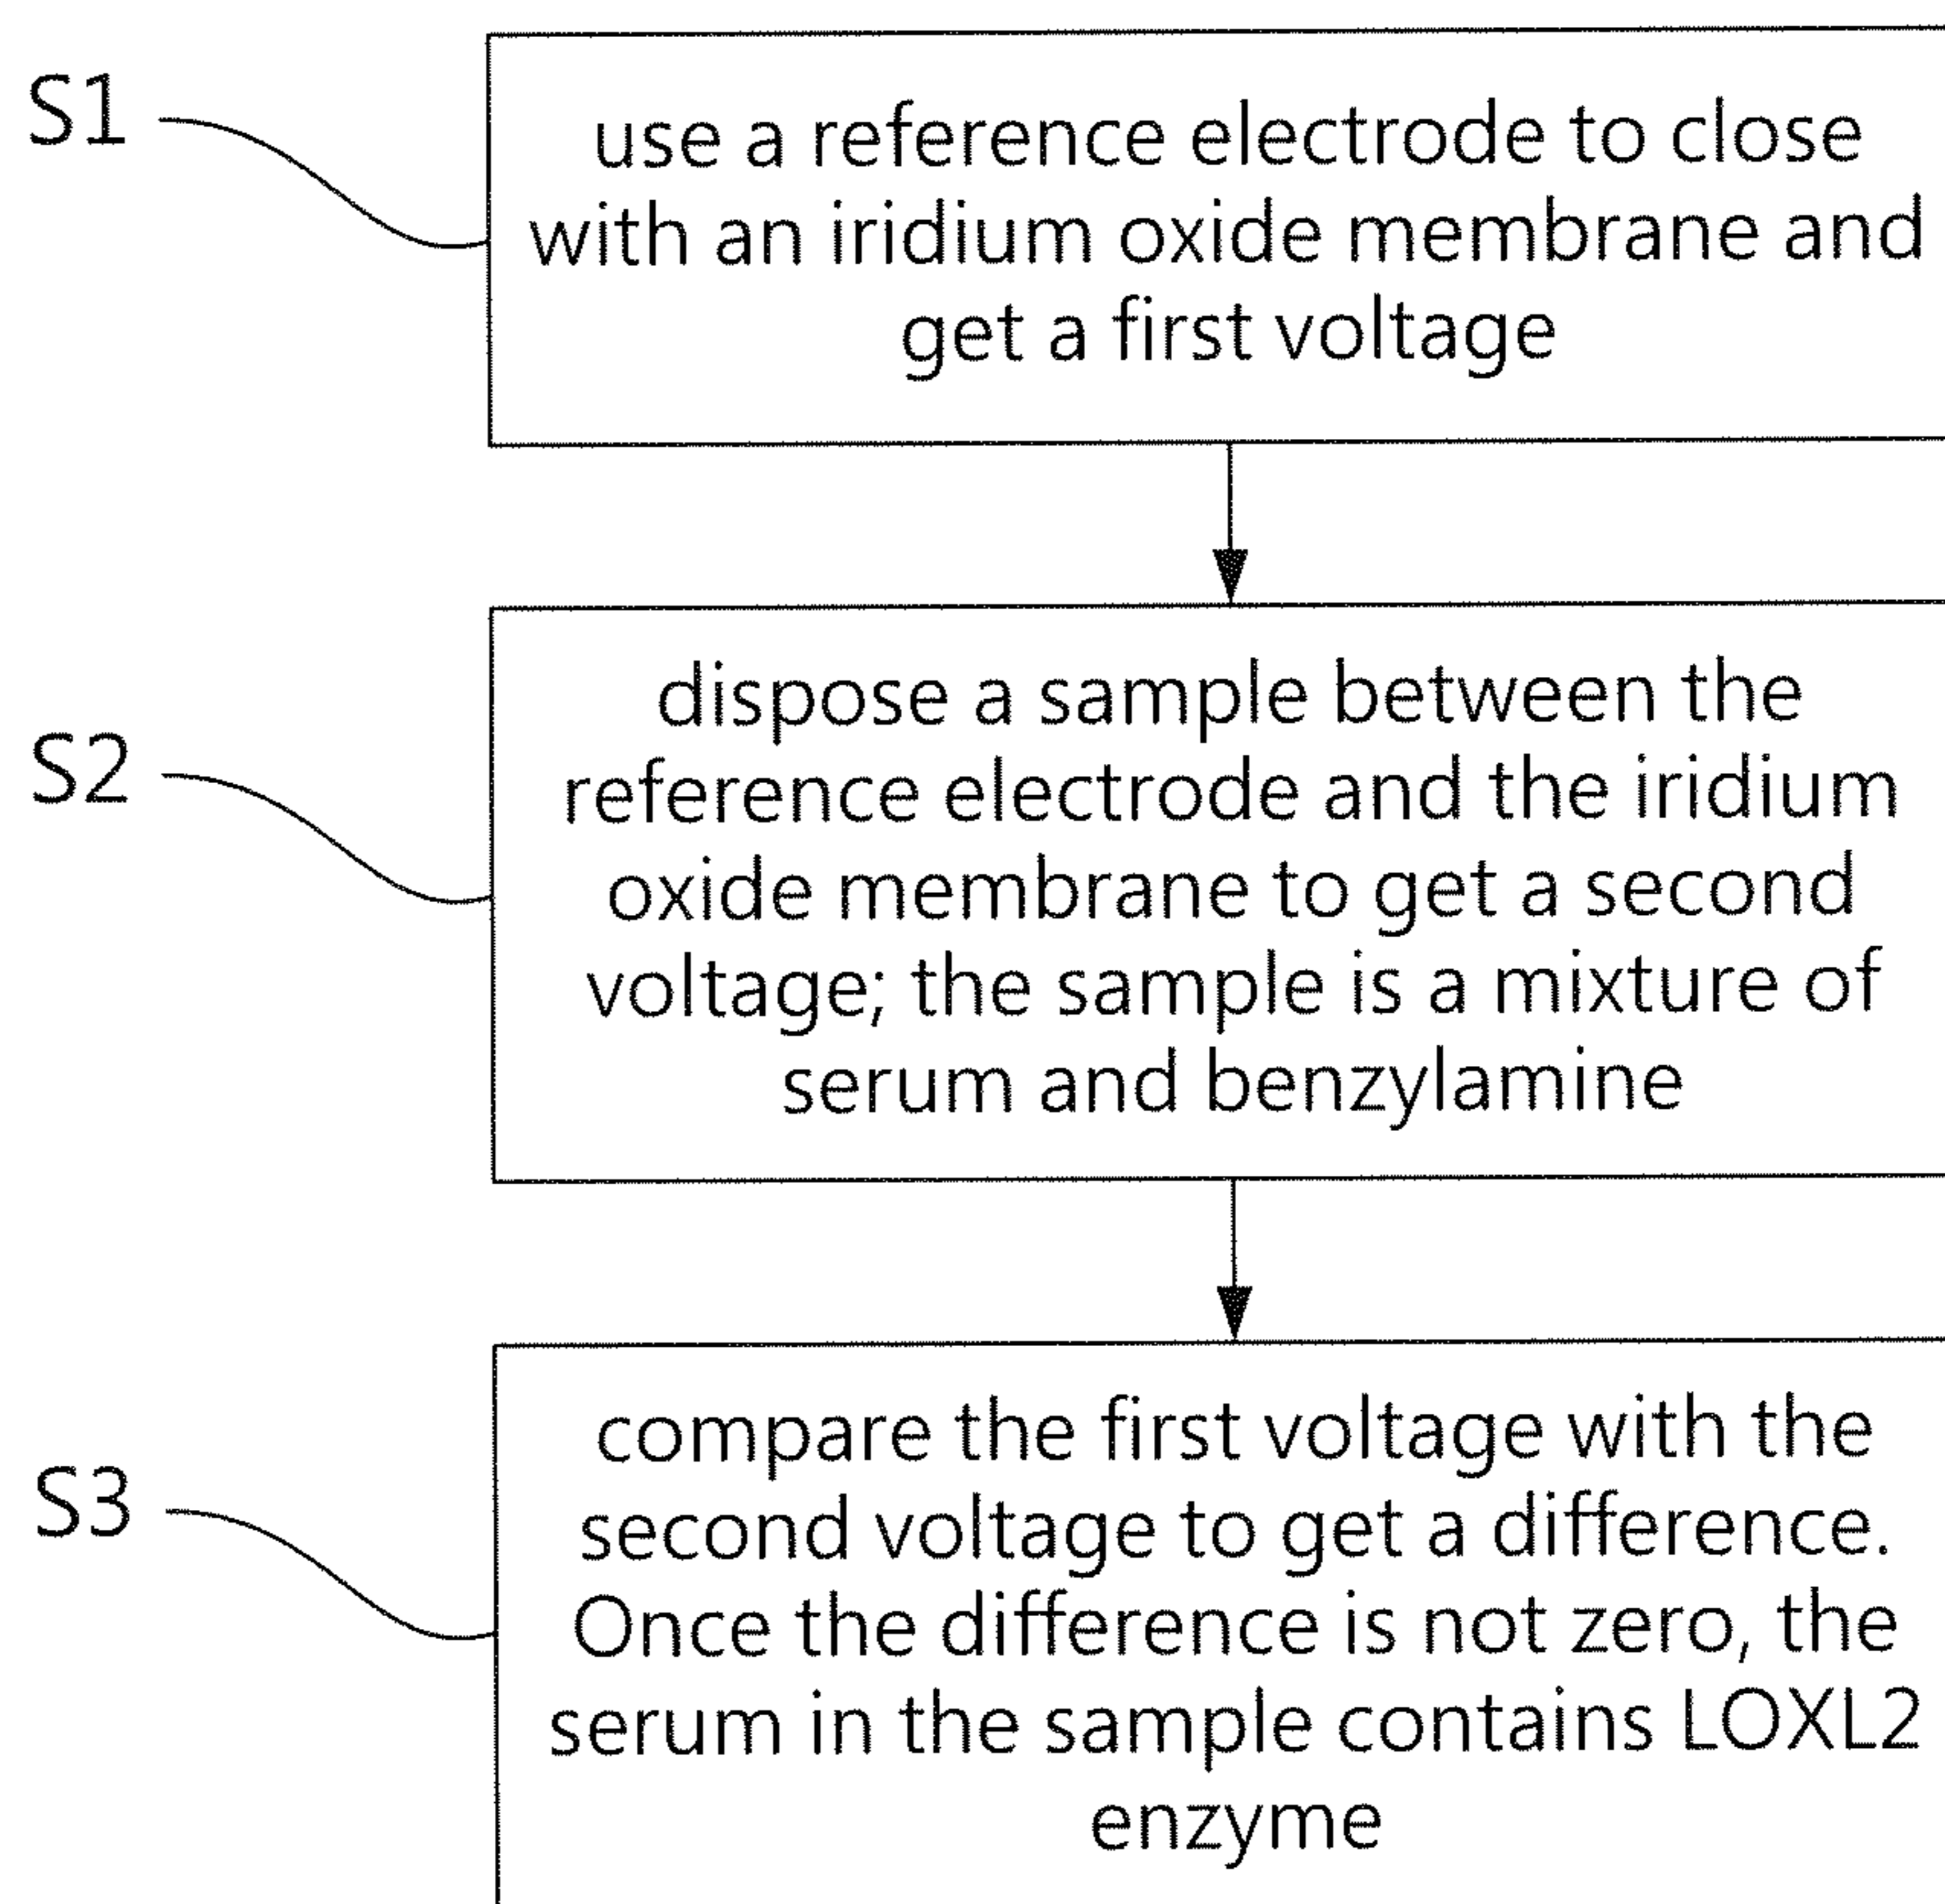 S1
use a reference electrode to close
with an iridium oxide membrane and
get a first voltage
S2
dispose a sample between the
reference electrode and the iridium
oxide membrane to get a second
voltage; the sample is a mixture of
serum and benzylamine
S3
compare the first voltage with the
second voltage to get a difference.
Once the difference is not zero, the
serum in the sample contains LOXL2
enzyme